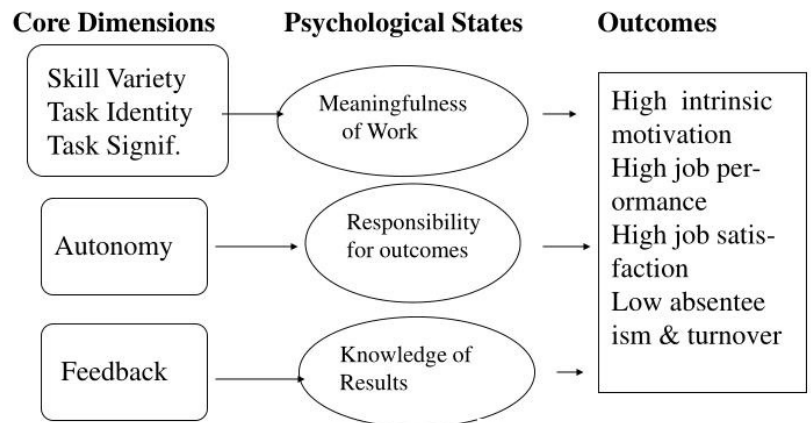 Core Dimensions
Psychological States
Outcomes
Skill Variety
Task Identity
Task Signif.
Meaningfulness
of Work
Autonomy
Responsibility
for outcomes
Feedback
Knowledge of
Results
High intrinsic
motivation
High job per-
ormance
High job satis-
faction
Low absentee
ism & turnover